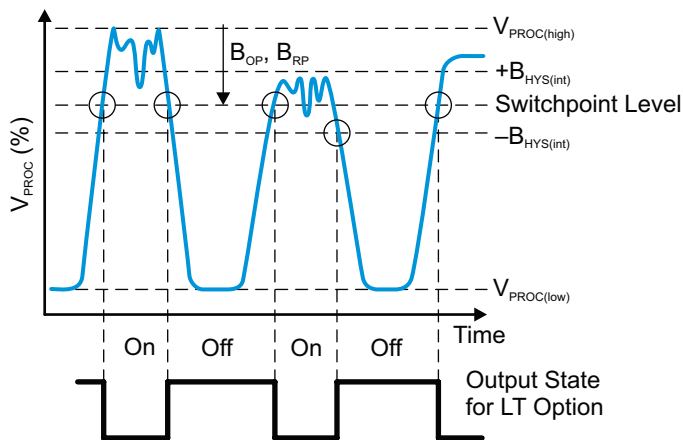 V_PROC(high)
B_OP, B_RP
+B_HYS(int)
Switchpoint Level
–B_HYS(int)
V_PROC (%)
V_PROC(low)
Time
On Off On Off
Output State
for LT Option